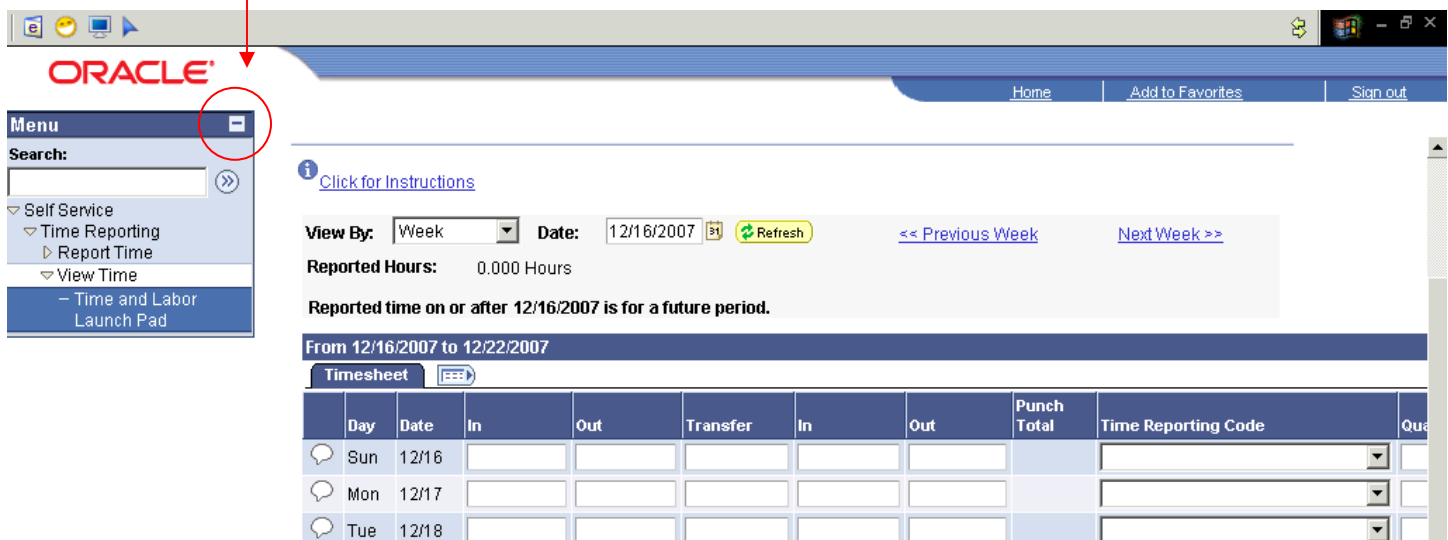 ORACLE
Home Add to Favorites Sign out
Menu
Search:
Self Service
Time Reporting
Report Time
View Time
Time and Labor
Launch Pad
Click for Instructions
View By: Week Date: 12/16/2007 31 Refresh << Previous Week Next Week >>
Reported Hours: 0.000 Hours
Reported time on or after 12/16/2007 is for a future period.
From 12/16/2007 to 12/22/2007
Timesheet
Day Date In Out Transfer In Out Punch Total Time Reporting Code Qua
Sun 12/16
Mon 12/17
Tue 12/18